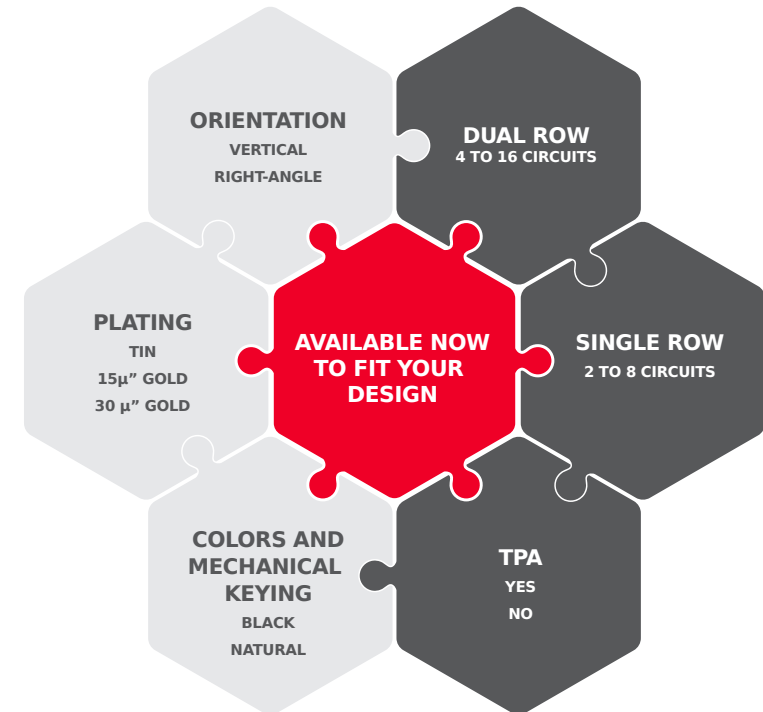 ORIENTATION
VERTICAL
RIGHT-ANGLE
DUAL ROW
4 TO 16 CIRCUITS
PLATING
TIN
15µ” GOLD
30 µ” GOLD
AVAILABLE NOW
TO FIT YOUR
DESIGN
SINGLE ROW
2 TO 8 CIRCUITS
COLORS AND
MECHANICAL
KEYING
BLACK
NATURAL
TPA
YES
NO